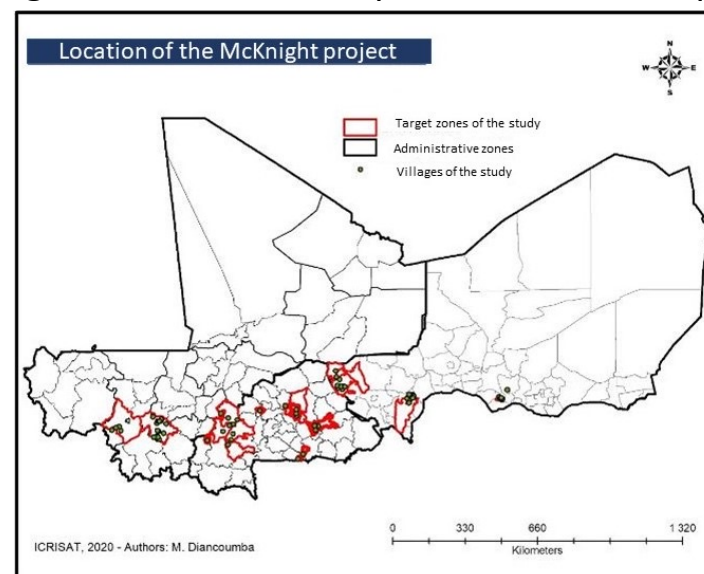 Location of the McKnight project
N
W E
S
Target zones of the study
Administrative zones
Villages of the study
0 330 660 1 320
Kilometers
ICRISAT, 2020 - Authors: M. Diancoumba